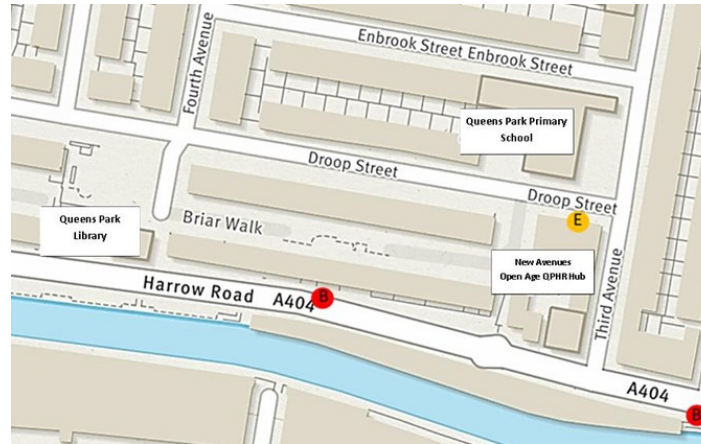 Enbrook Street Enbrook Street
Fourth Avenue
Queens Park Primary
School
Droop Street
Droop Street
E
Queens Park
Library
Briar Walk
New Avenues
Open Age QPHR Hub
Third Avenue
Harrow Road
A404
B
A404
B